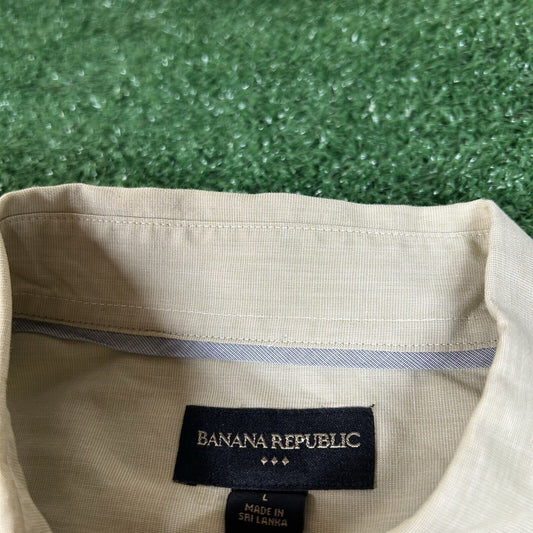 BANANA REPUBLIC
L
MADE IN
SRI LANKA